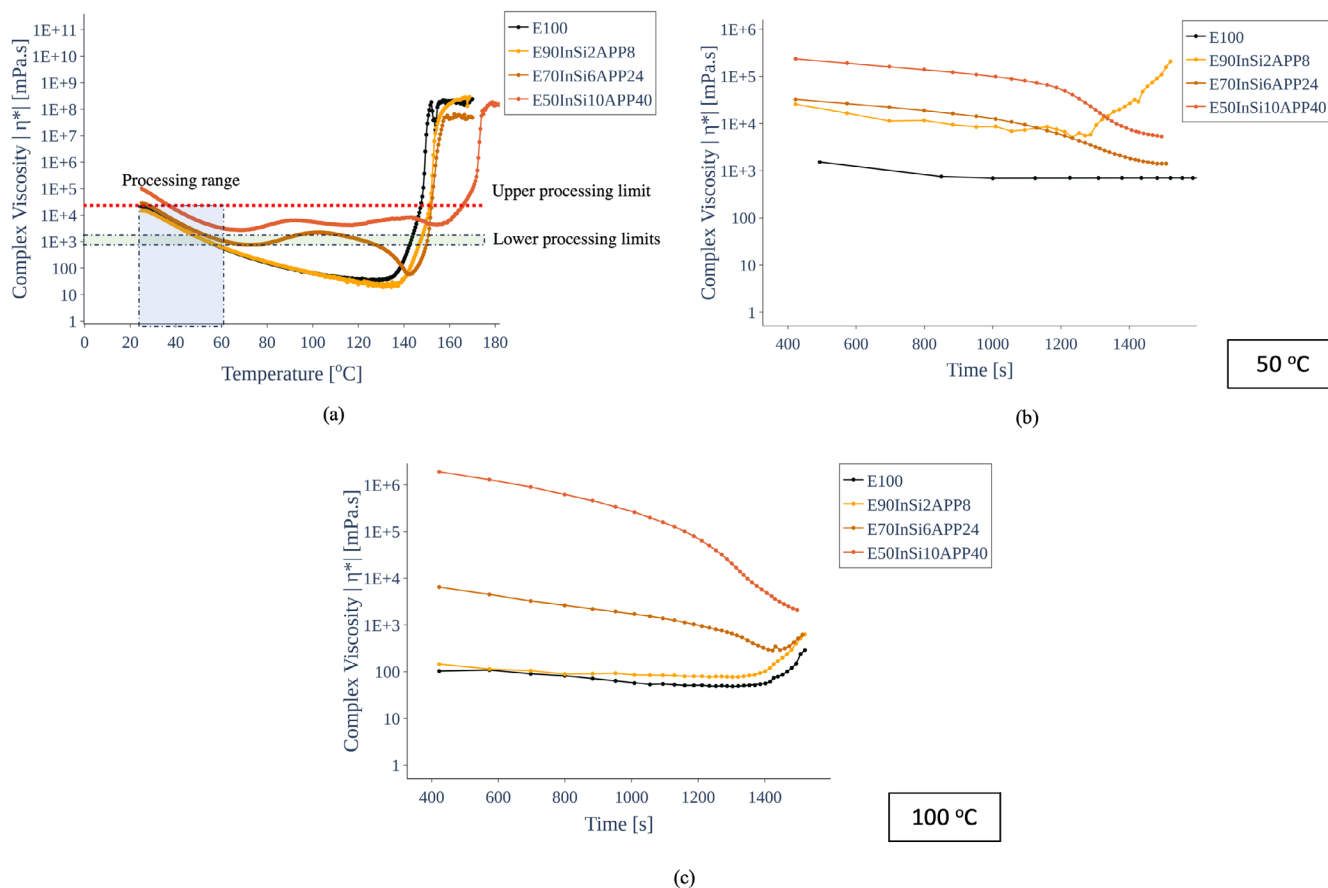 Complex Viscosity | η*| [mPa.s]
1E+11
1E+10
1E+9
1E+8
1E+7
1E+6
1E+5
1E+4
1E+3
100
10
1
0
20
40
60
80
100
120
140
160
180
Temperature [°C]
E100
E90InSi2APP8
E70InSi6APP24
E50InSi10APP40
Processing range
Upper processing limit
Lower processing limits
(a)
Complex Viscosity | η*| [mPa.s]
1E+6
1E+5
1E+4
1E+3
100
10
1
400
600
800
1000
1200
1400
Time [s]
E100
E90InSi2APP8
E70InSi6APP24
E50InSi10APP40
50 °C
(b)
Complex Viscosity | η*| [mPa.s]
1E+6
1E+5
1E+4
1E+3
100
10
1
400
600
800
1000
1200
1400
Time [s]
E100
E90InSi2APP8
E70InSi6APP24
E50InSi10APP40
100 °C
(c)